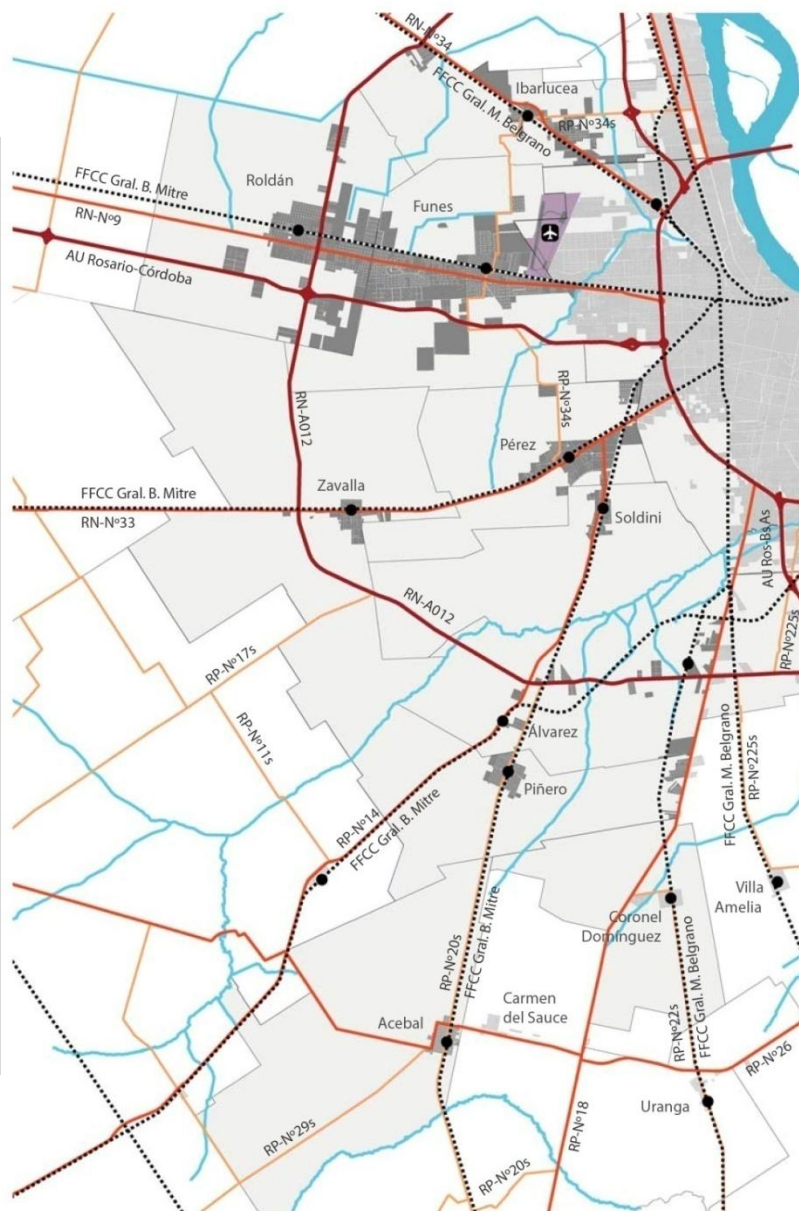 RN-Nº34
FFCC Gral. M. Belgrano
Ibarlucea
RP-Nº34s
FFCC Gral. B. Mitre
Roldán
RN-Nº9
Funes
AU Rosario-Córdoba
RN-A012
RP-Nº34s
Pérez
Zavalla
FFCC Gral. B. Mitre
RN-Nº33
Soldini
AU Ros-Bs As
RN-A012
RP-Nº225s
RP-Nº17s
RP-Nº11s
Álvarez
Piñero
RP-Nº14
FFCC Gral. B. Mitre
FFCC Gral. M. Belgrano
RP-Nº225s
Villa
Amelia
Coronel
Domínguez
RP-Nº20s
FFCC Gral. B. Mitre
Carmen
del Sauce
Acebal
RP-Nº22s
FFCC Gral. M. Belgrano
RP-Nº26
Uranga
RP-Nº18
RP-Nº29s
RP-Nº20s